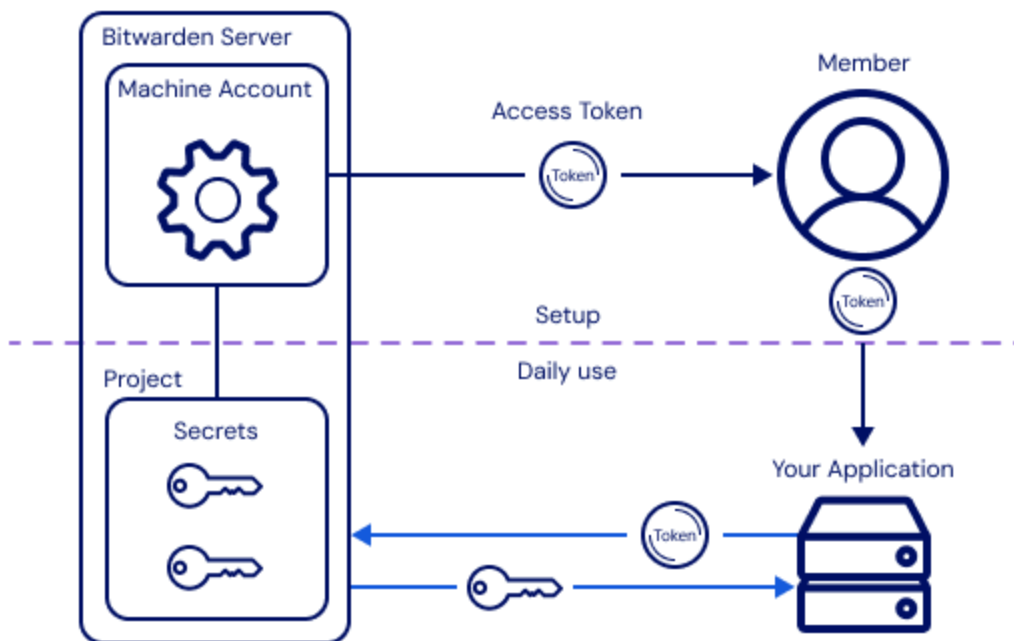 Bitwarden Server
Machine Account
Access Token
Token
Member
Token
Setup
Daily use
Project
Secrets
Your Application
Token